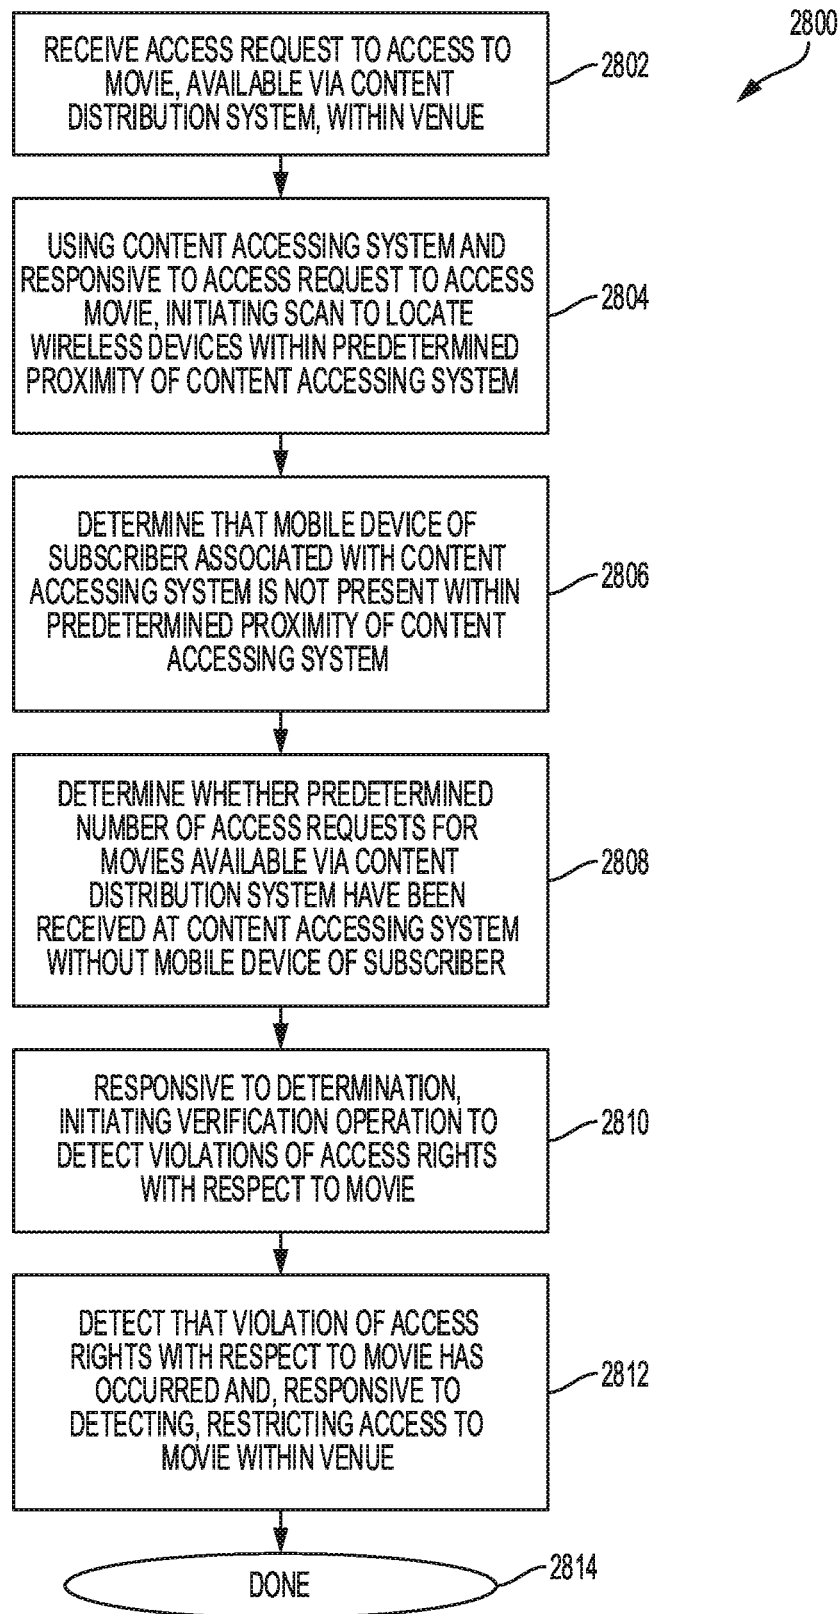 2800
RECEIVE ACCESS REQUEST TO ACCESS TO
MOVIE, AVAILABLE VIA CONTENT
DISTRIBUTION SYSTEM, WITHIN VENUE
2802
USING CONTENT ACCESSING SYSTEM AND
RESPONSIVE TO ACCESS REQUEST TO ACCESS
MOVIE, INITIATING SCAN TO LOCATE
WIRELESS DEVICES WITHIN PREDETERMINED
PROXIMITY OF CONTENT ACCESSING SYSTEM
2804
DETERMINE THAT MOBILE DEVICE OF
SUBSCRIBER ASSOCIATED WITH CONTENT
ACCESSING SYSTEM IS NOT PRESENT WITHIN
PREDETERMINED PROXIMITY OF CONTENT
ACCESSING SYSTEM
2806
DETERMINE WHETHER PREDETERMINED
NUMBER OF ACCESS REQUESTS FOR
MOVIES AVAILABLE VIA CONTENT
DISTRIBUTION SYSTEM HAVE BEEN
RECEIVED AT CONTENT ACCESSING SYSTEM
WITHOUT MOBILE DEVICE OF SUBSCRIBER
2808
RESPONSIVE TO DETERMINATION,
INITIATING VERIFICATION OPERATION TO
DETECT VIOLATIONS OF ACCESS RIGHTS
WITH RESPECT TO MOVIE
2810
DETECT THAT VIOLATION OF ACCESS
RIGHTS WITH RESPECT TO MOVIE HAS
OCCURRED AND, RESPONSIVE TO
DETECTING, RESTRICTING ACCESS TO
MOVIE WITHIN VENUE
2812
DONE
2814